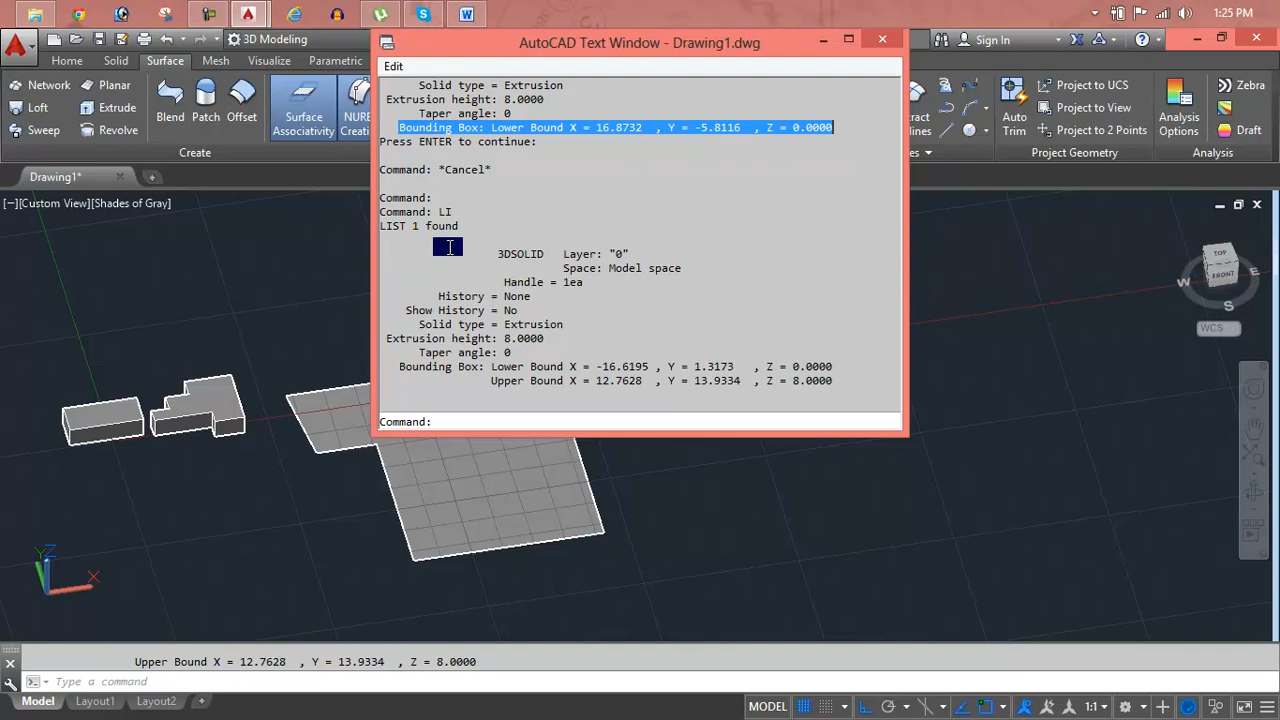 1:25 PM
3D Modeling
AutoCAD Text Window - Drawing1.dwg
Sign In
Home Solid Surface Mesh Visualize Parametric
Edit
Network Planar
Loft Extrude
Sweep Patch
Blend Patch Offset
Surface Associativity
Create
Solid type = Extrusion
Extrusion height: 8.0000
Taper angle: 0
Bounding Box: Lower Bound X = 16.8732 , Y = -5.8116 , Z = 0.0000
Press ENTER to continue:
Command: *Cancel*
Command:
Command: LI
LIST 1 found
3DSOLID Layer: "0"
Space: Model space
Handle = 1ea
History = None
Show History = No
Solid type = Extrusion
Extrusion height: 8.0000
Taper angle: 0
Bounding Box: Lower Bound X = -16.6195 , Y = 1.3173 , Z = 0.0000
Upper Bound X = 12.7628 , Y = 13.9334 , Z = 8.0000
Command:
Auto Trim
Project to UCS
Project to View
Project to 2 Points
Project Geometry
Analysis Options
Zebra
Draft
Analysis
Drawing1*
[−][Custom View][Shades of Gray]
TOP
FRONT
W
E
S
WCS
Y Z
X
Upper Bound X = 12.7628 , Y = 13.9334 , Z = 8.0000
Type a command
Model Layout1 Layout2 +
MODEL
1:1